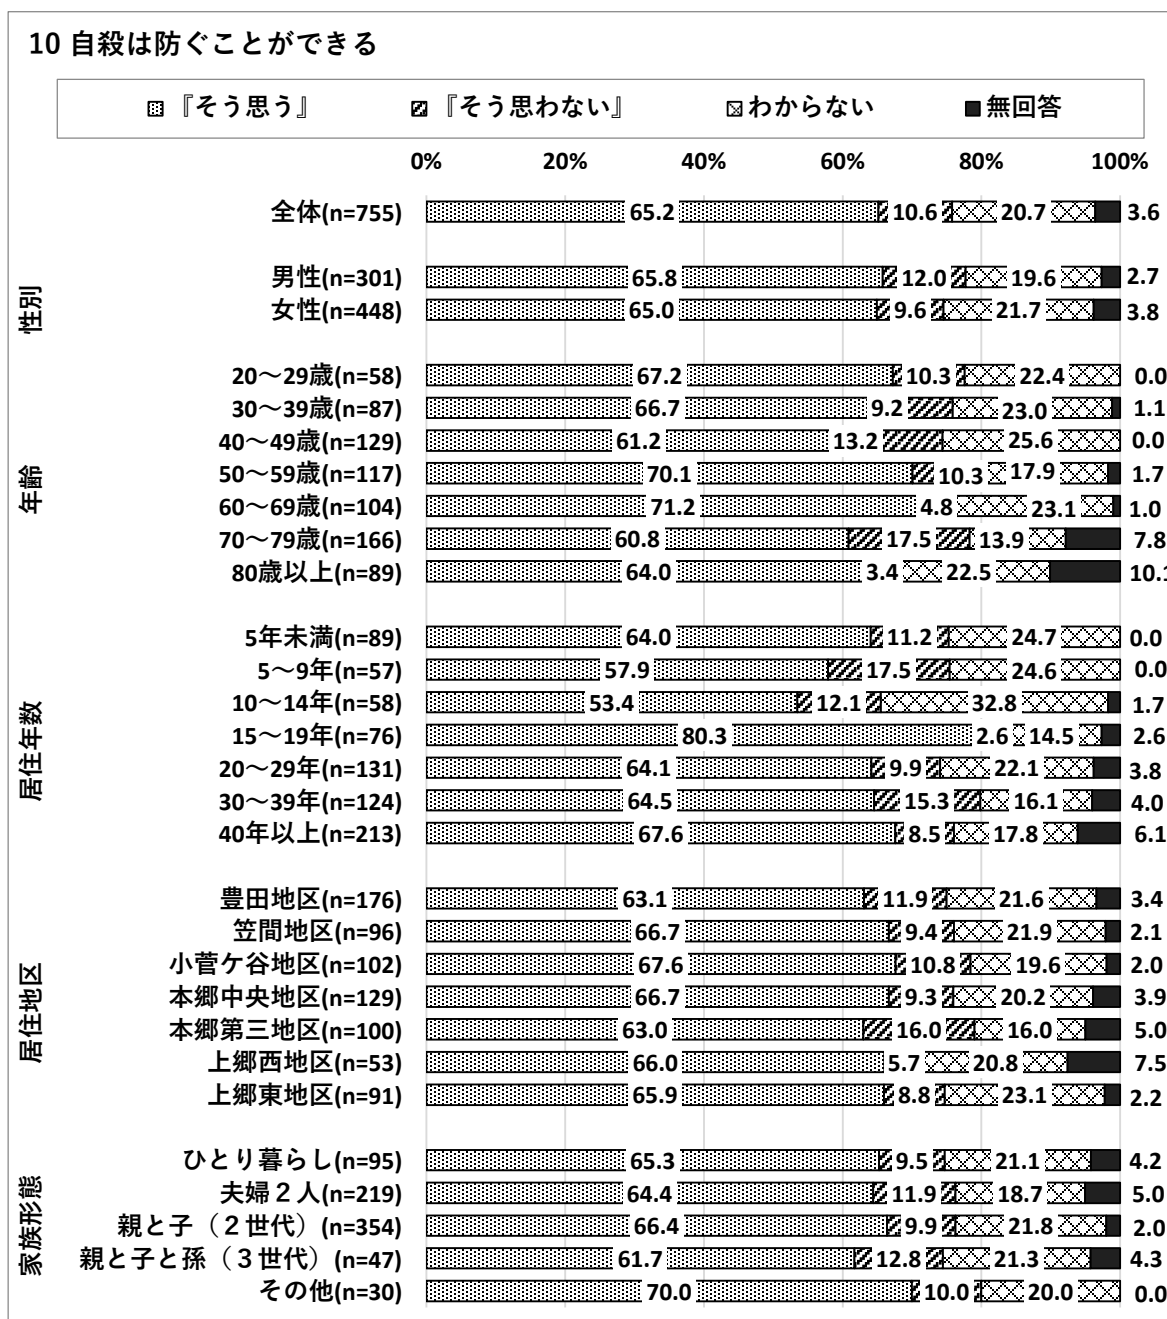 10 自殺は防ぐことができる
『そう思う』 『そう思わない』 わからない 無回答
0% 20% 40% 60% 80% 100%
全体(n=755) 65.2 10.6 20.7 3.6
性別
男性(n=301) 65.8 12.0 19.6 2.7
女性(n=448) 65.0 9.6 21.7 3.8
年齢
20～29歳(n=58) 67.2 10.3 22.4 0.0
30～39歳(n=87) 66.7 9.2 23.0 1.1
40～49歳(n=129) 61.2 13.2 25.6 0.0
50～59歳(n=117) 70.1 10.3 17.9 1.7
60～69歳(n=104) 71.2 4.8 23.1 1.0
70～79歳(n=166) 60.8 17.5 13.9 7.8
80歳以上(n=89) 64.0 3.4 22.5 10.1
居住年数
5年未満(n=89) 64.0 11.2 24.7 0.0
5～9年(n=57) 57.9 17.5 24.6 0.0
10～14年(n=58) 53.4 12.1 32.8 1.7
15～19年(n=76) 80.3 2.6 14.5 2.6
20～29年(n=131) 64.1 9.9 22.1 3.8
30～39年(n=124) 64.5 15.3 16.1 4.0
40年以上(n=213) 67.6 8.5 17.8 6.1
居住地区
豊田地区(n=176) 63.1 11.9 21.6 3.4
笠間地区(n=96) 66.7 9.4 21.9 2.1
小菅ケ谷地区(n=102) 67.6 10.8 19.6 2.0
本郷中央地区(n=129) 66.7 9.3 20.2 3.9
本郷第三地区(n=100) 63.0 16.0 16.0 5.0
上郷西地区(n=53) 66.0 5.7 20.8 7.5
上郷東地区(n=91) 65.9 8.8 23.1 2.2
家族形態
ひとり暮らし(n=95) 65.3 9.5 21.1 4.2
夫婦２人(n=219) 64.4 11.9 18.7 5.0
親と子（２世代）(n=354) 66.4 9.9 21.8 2.0
親と子と孫（３世代）(n=47) 61.7 12.8 21.3 4.3
その他(n=30) 70.0 10.0 20.0 0.0